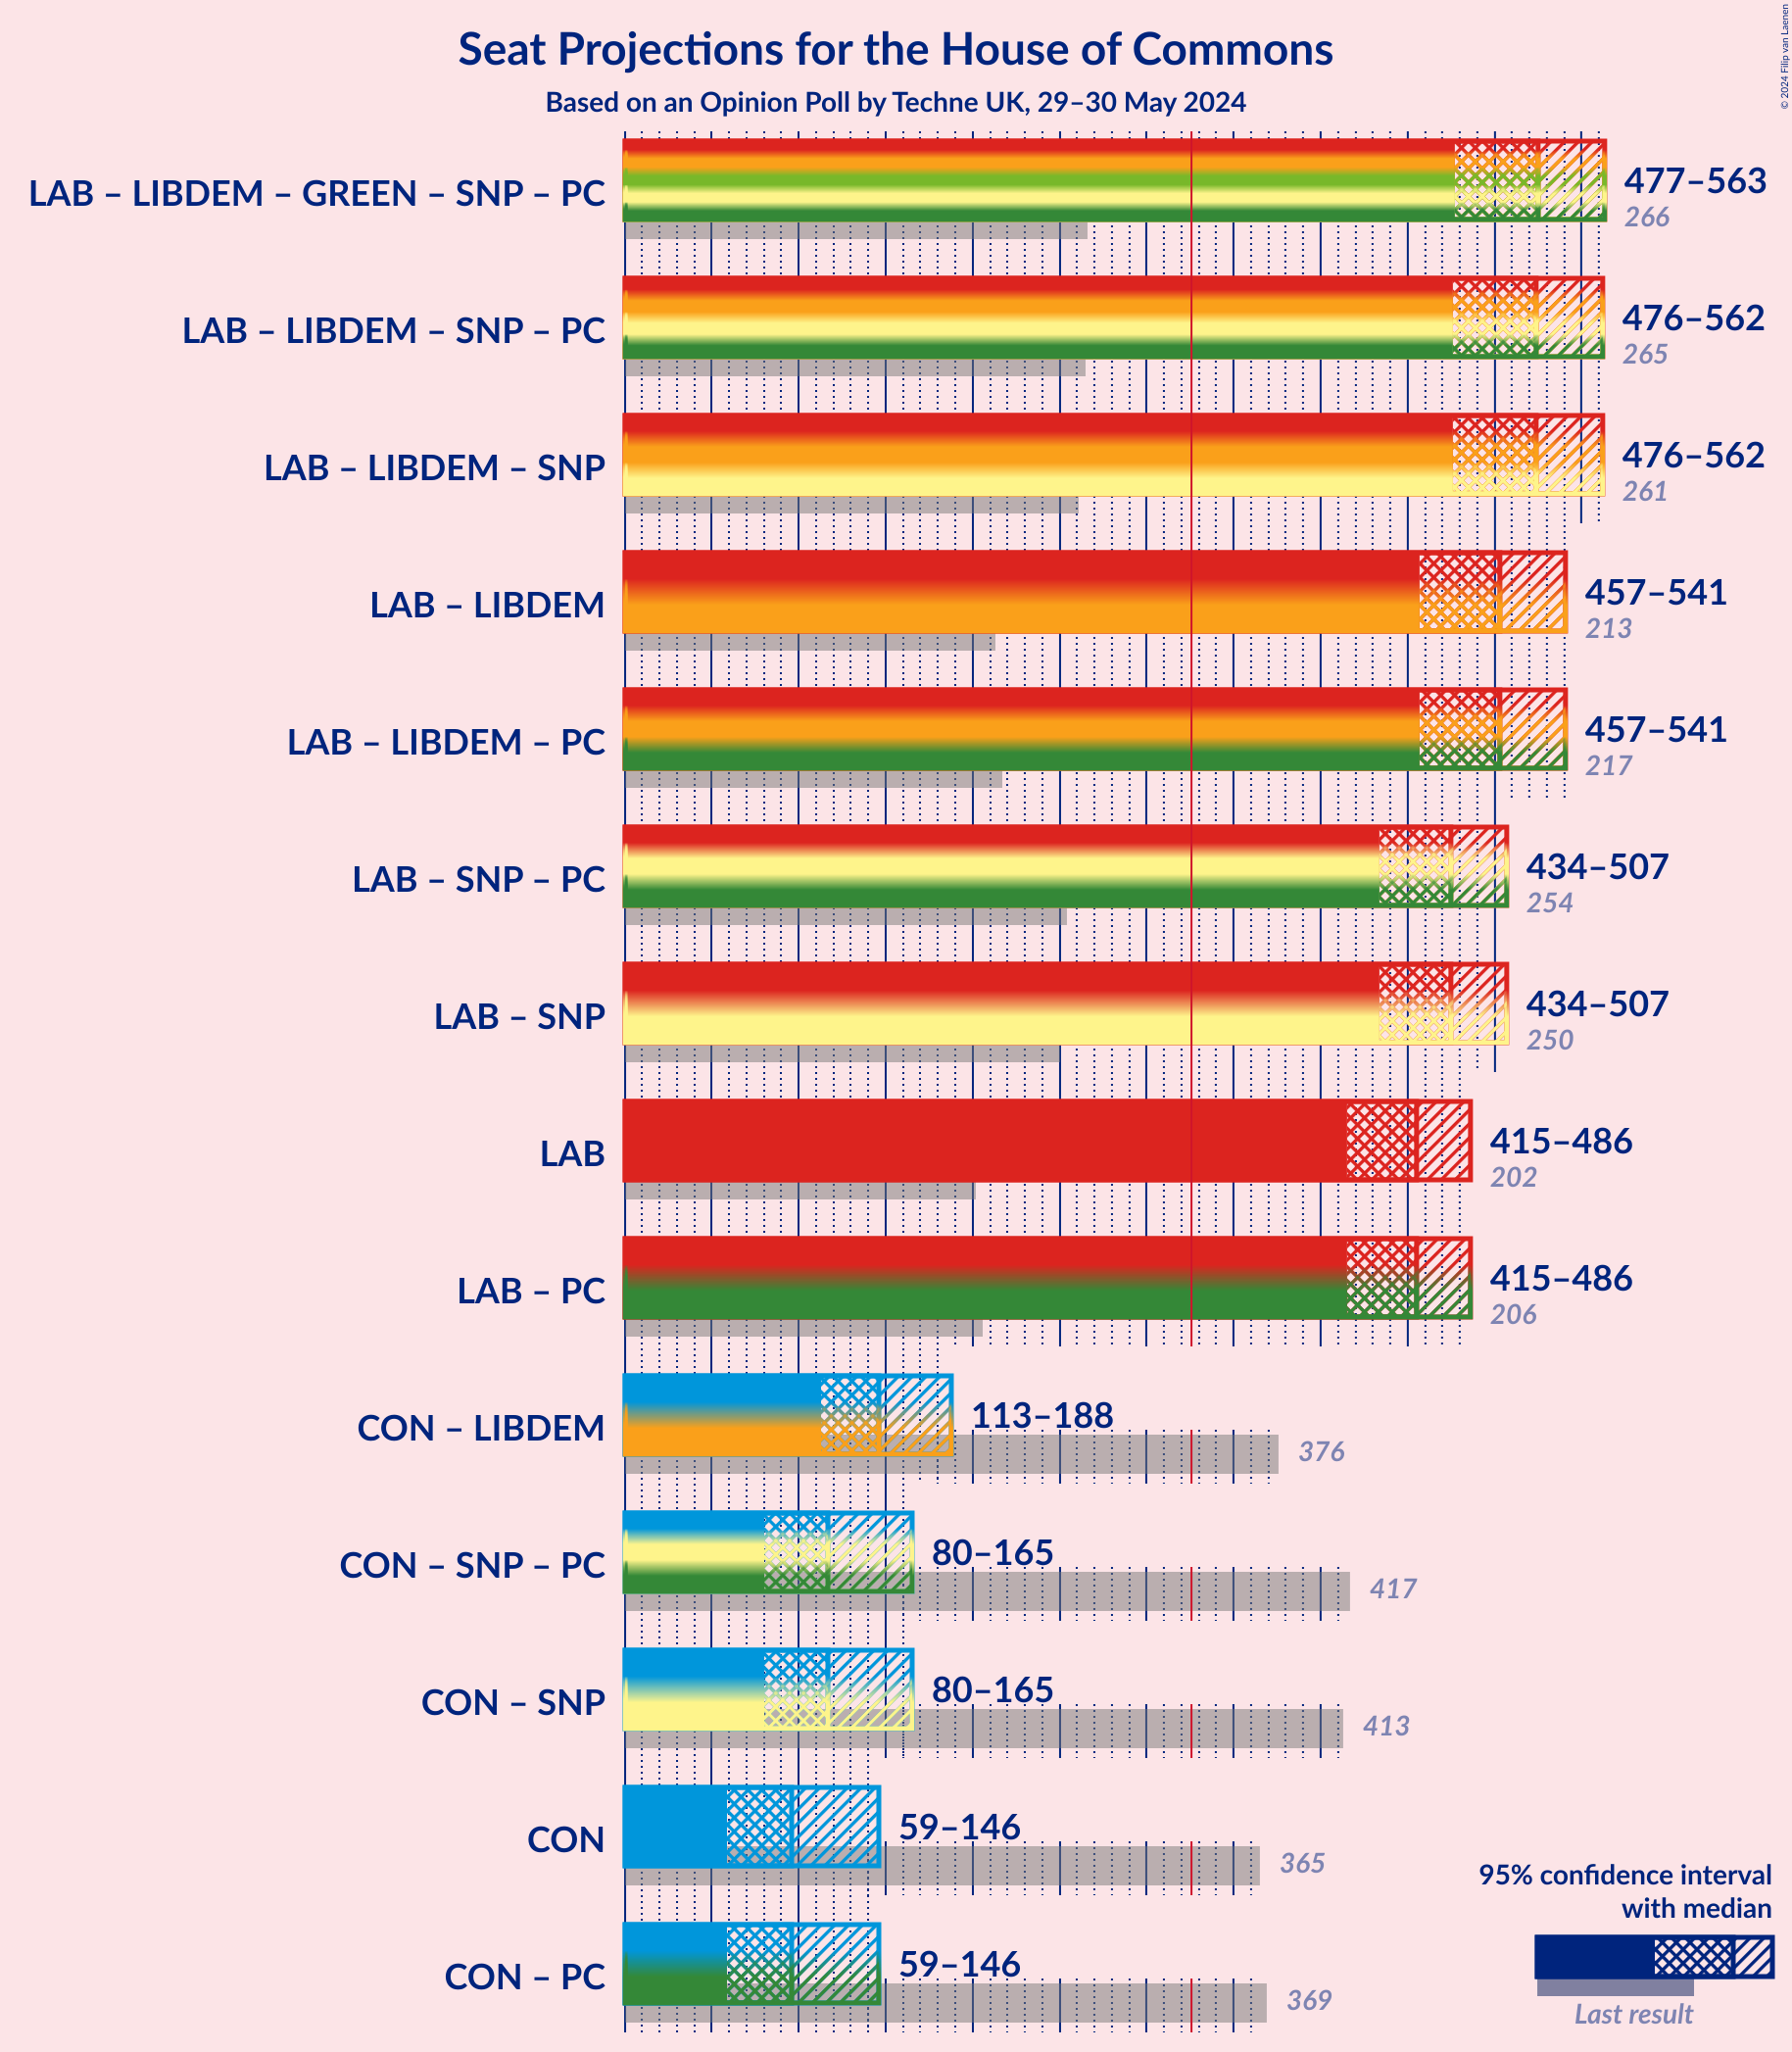 Seat Projections for the House of Commons
Based on an Opinion Poll by Techne UK, 29–30 May 2024
© 2024 Filip van Laenen
LAB – LIBDEM – GREEN – SNP – PC
477–563
266
LAB – LIBDEM – SNP – PC
476–562
265
LAB – LIBDEM – SNP
476–562
261
LAB – LIBDEM
457–541
213
LAB – LIBDEM – PC
457–541
217
LAB – SNP – PC
434–507
254
LAB – SNP
434–507
250
LAB
415–486
202
LAB – PC
415–486
206
CON – LIBDEM
113–188
376
CON – SNP – PC
80–165
417
CON – SNP
80–165
413
CON
59–146
365
CON – PC
59–146
369
95% confidence interval
with median
Last result